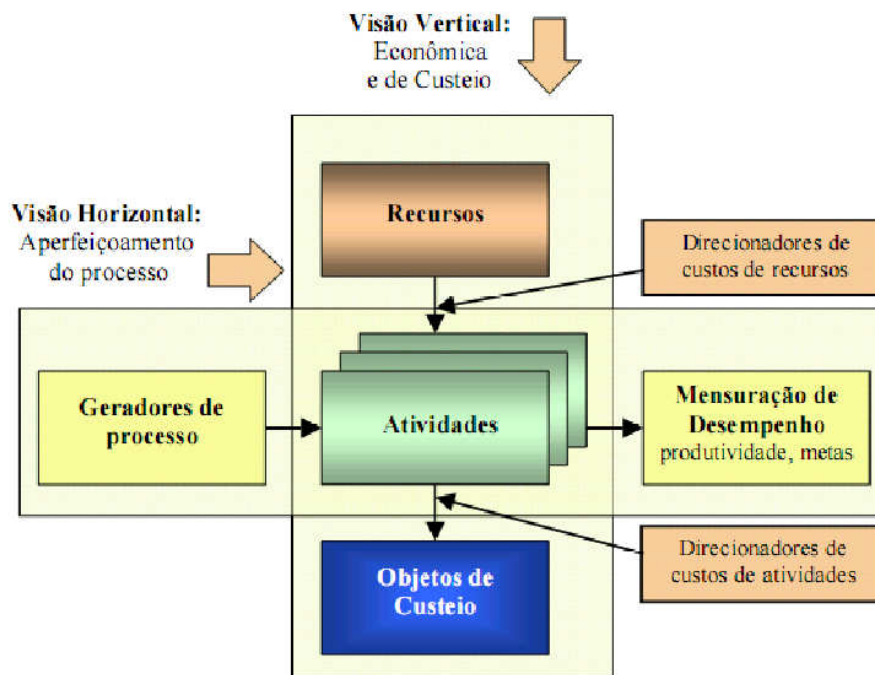 Visão Vertical:
Econômica
e de Custeio
Recursos
Visão Horizontal:
Aperfeiçoamento
do processo
Direcionadores de
custos de recursos
Geradores de
processo
Atividades
Mensuração de
Desempenho
produtividade, metas
Objetos de
Custeio
Direcionadores de
custos de atividades